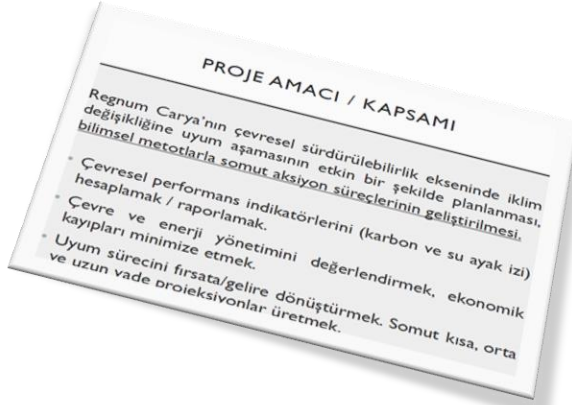 PROJE AMACI / KAPSAMI
Regnum Carya'nın çevresel sürdürülebilirlik ekseninde iklim
değişikliğine uyum aşamasının etkin bir şekilde planlanması,
bilimsel metotlarla somut aksiyon süreçlerinin geliştirilmesi.
• Çevresel performans indikatörlerini (karbon ve su ayak izi)
hesaplamak / raporlamak.
• Çevre ve enerji yönetimini değerlendirmek, ekonomik
kayıpları minimize etmek.
• Uyum sürecini fırsata/gelire dönüştürmek. Somut kısa, orta
ve uzun vade projeksiyonlar üretmek.